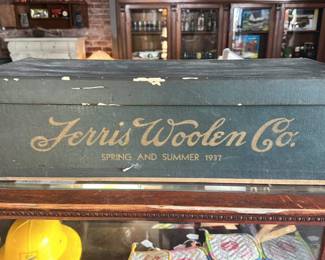 Ferris Woolen Co.
SPRING AND SUMMER 1937